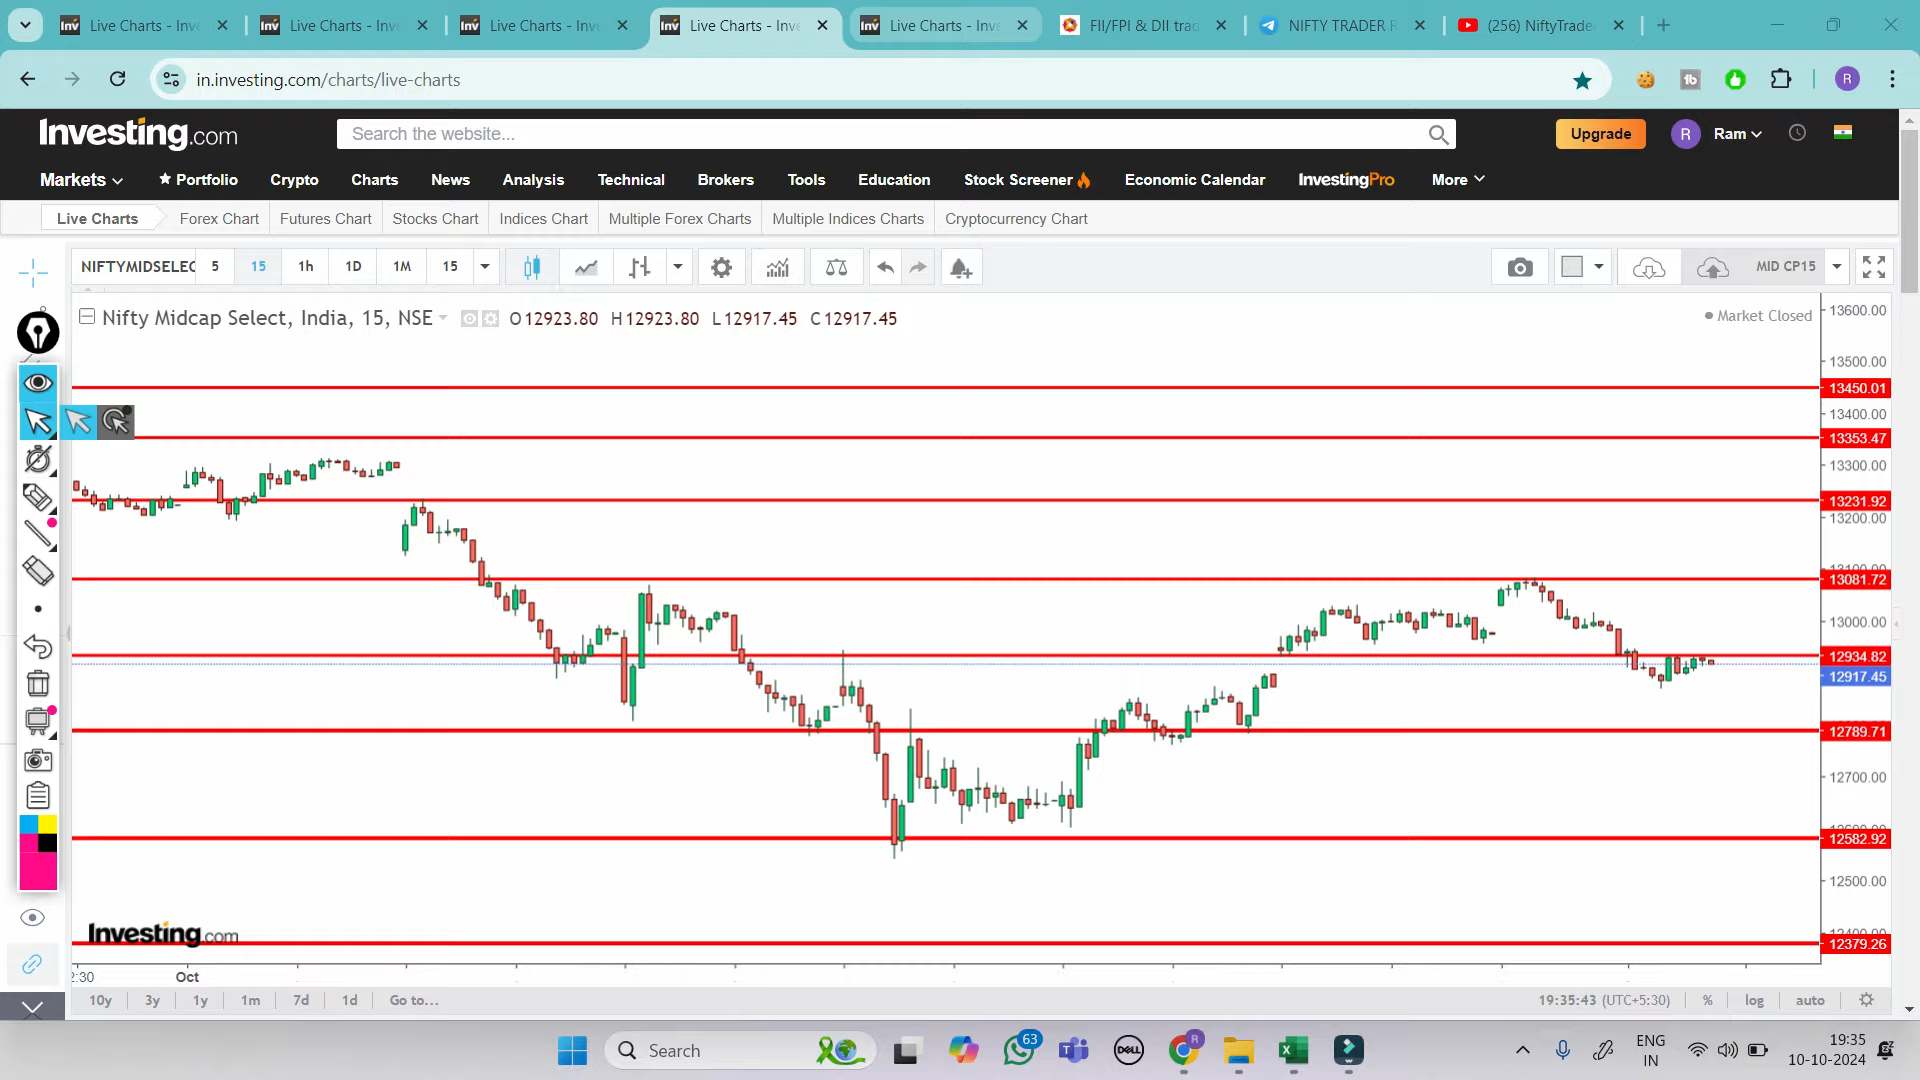 Live Charts - Inve
Live Charts - Inve
Live Charts - Inve
Live Charts - Inve
Live Charts - Inve
FII/FPI & DII trad
NIFTY TRADER R
(256) NiftyTrade
in.investing.com/charts/live-charts
R
Investing.com
Search the website...
Upgrade
R
Ram
Markets
Portfolio
Crypto
Charts
News
Analysis
Technical
Brokers
Tools
Education
Stock Screener
Economic Calendar
InvestingPro
More
Live Charts
Forex Chart
Futures Chart
Stocks Chart
Indices Chart
Multiple Forex Charts
Multiple Indices Charts
Cryptocurrency Chart
NIFTYMIDSELEC
5
15
1h
1D
1M
15
MID CP15
Nifty Midcap Select, India, 15, NSE
O 12923.80 H 12923.80 L 12917.45 C 12917.45
Market Closed
13600.00
13500.00
13450.01
13400.00
13353.47
13300.00
13231.92
13200.00
13081.72
13000.00
12934.82
12917.45
12789.71
12700.00
12582.92
12500.00
12379.26
Investing.com
2:30
Oct
10y
3y
1y
1m
7d
1d
Go to...
19:35:43 (UTC+5:30)
%
log
auto
Search
63
DELL
R
ENG
IN
19:35
10-10-2024